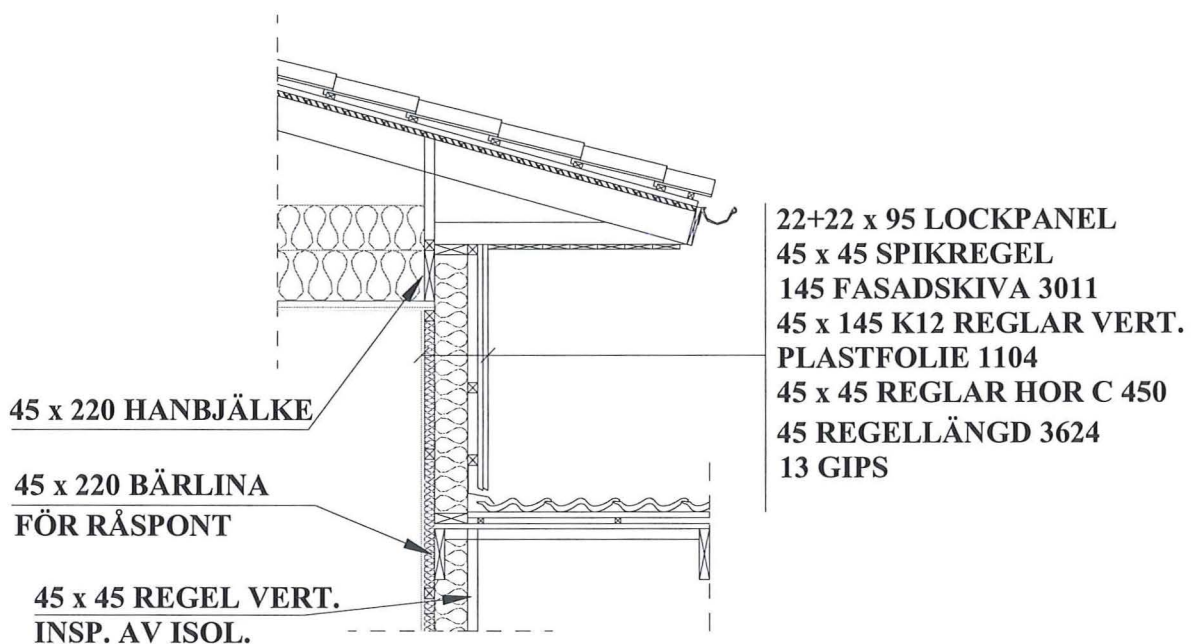 22+22 x 95 LOCKPANEL
45 x 45 SPIKREGEL
145 FASADSKIVA 3011
45 x 145 K12 REGLAR VERT.
PLASTFOLIE 1104
45 x 45 REGLAR HOR C 450
45 REGELLÄNGD 3624
13 GIPS
45 x 220 HANBJÄLKE
45 x 220 BÄRLINA
FÖR RÅSPONT
45 x 45 REGEL VERT.
INSP. AV ISOL.